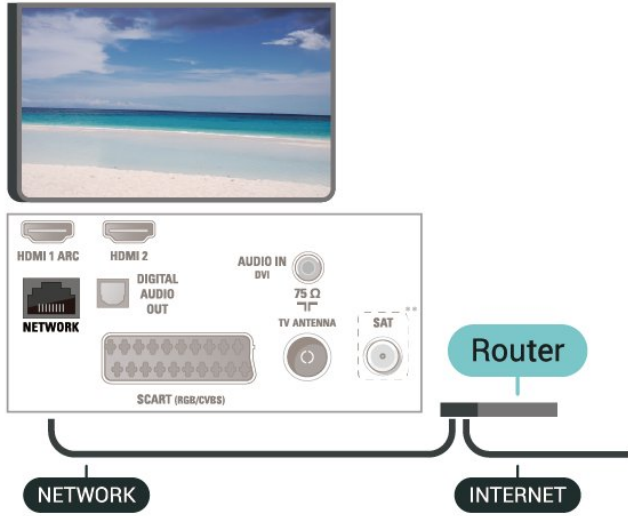 HDMI 1 ARC
HDMI 2
AUDIO IN
DVI
DIGITAL
AUDIO
OUT
75 Ω
NETWORK
TV ANTENNA
SAT
**
SCART (RGB/CVBS)
Router
NETWORK
INTERNET